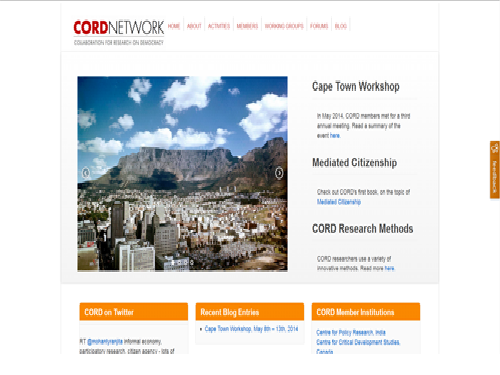 CORDNETWORK
COLLABORATION FOR RESEARCH ON DEMOCRACY
HOME ABOUT ACTIVITIES MEMBERS WORKING GROUPS FORUMS BLOG
Cape Town Workshop
In May 2014, CORD members met for a third
annual meeting. Read a summary of the
event here.
Mediated Citizenship
Check out CORD's first book, on the topic of
Mediated Citizenship
CORD Research Methods
CORD researchers use a variety of
innovative methods. Read more here.
feedback
CORD on Twitter
RT informal economy,
participatory research, citizen agency - lots of
Recent Blog Entries
Cape Town Workshop, May 8th – 13th, 2014
CORD Member Institutions
Centre for Policy Research, India
Centre for Critical Development Studies,
Canada